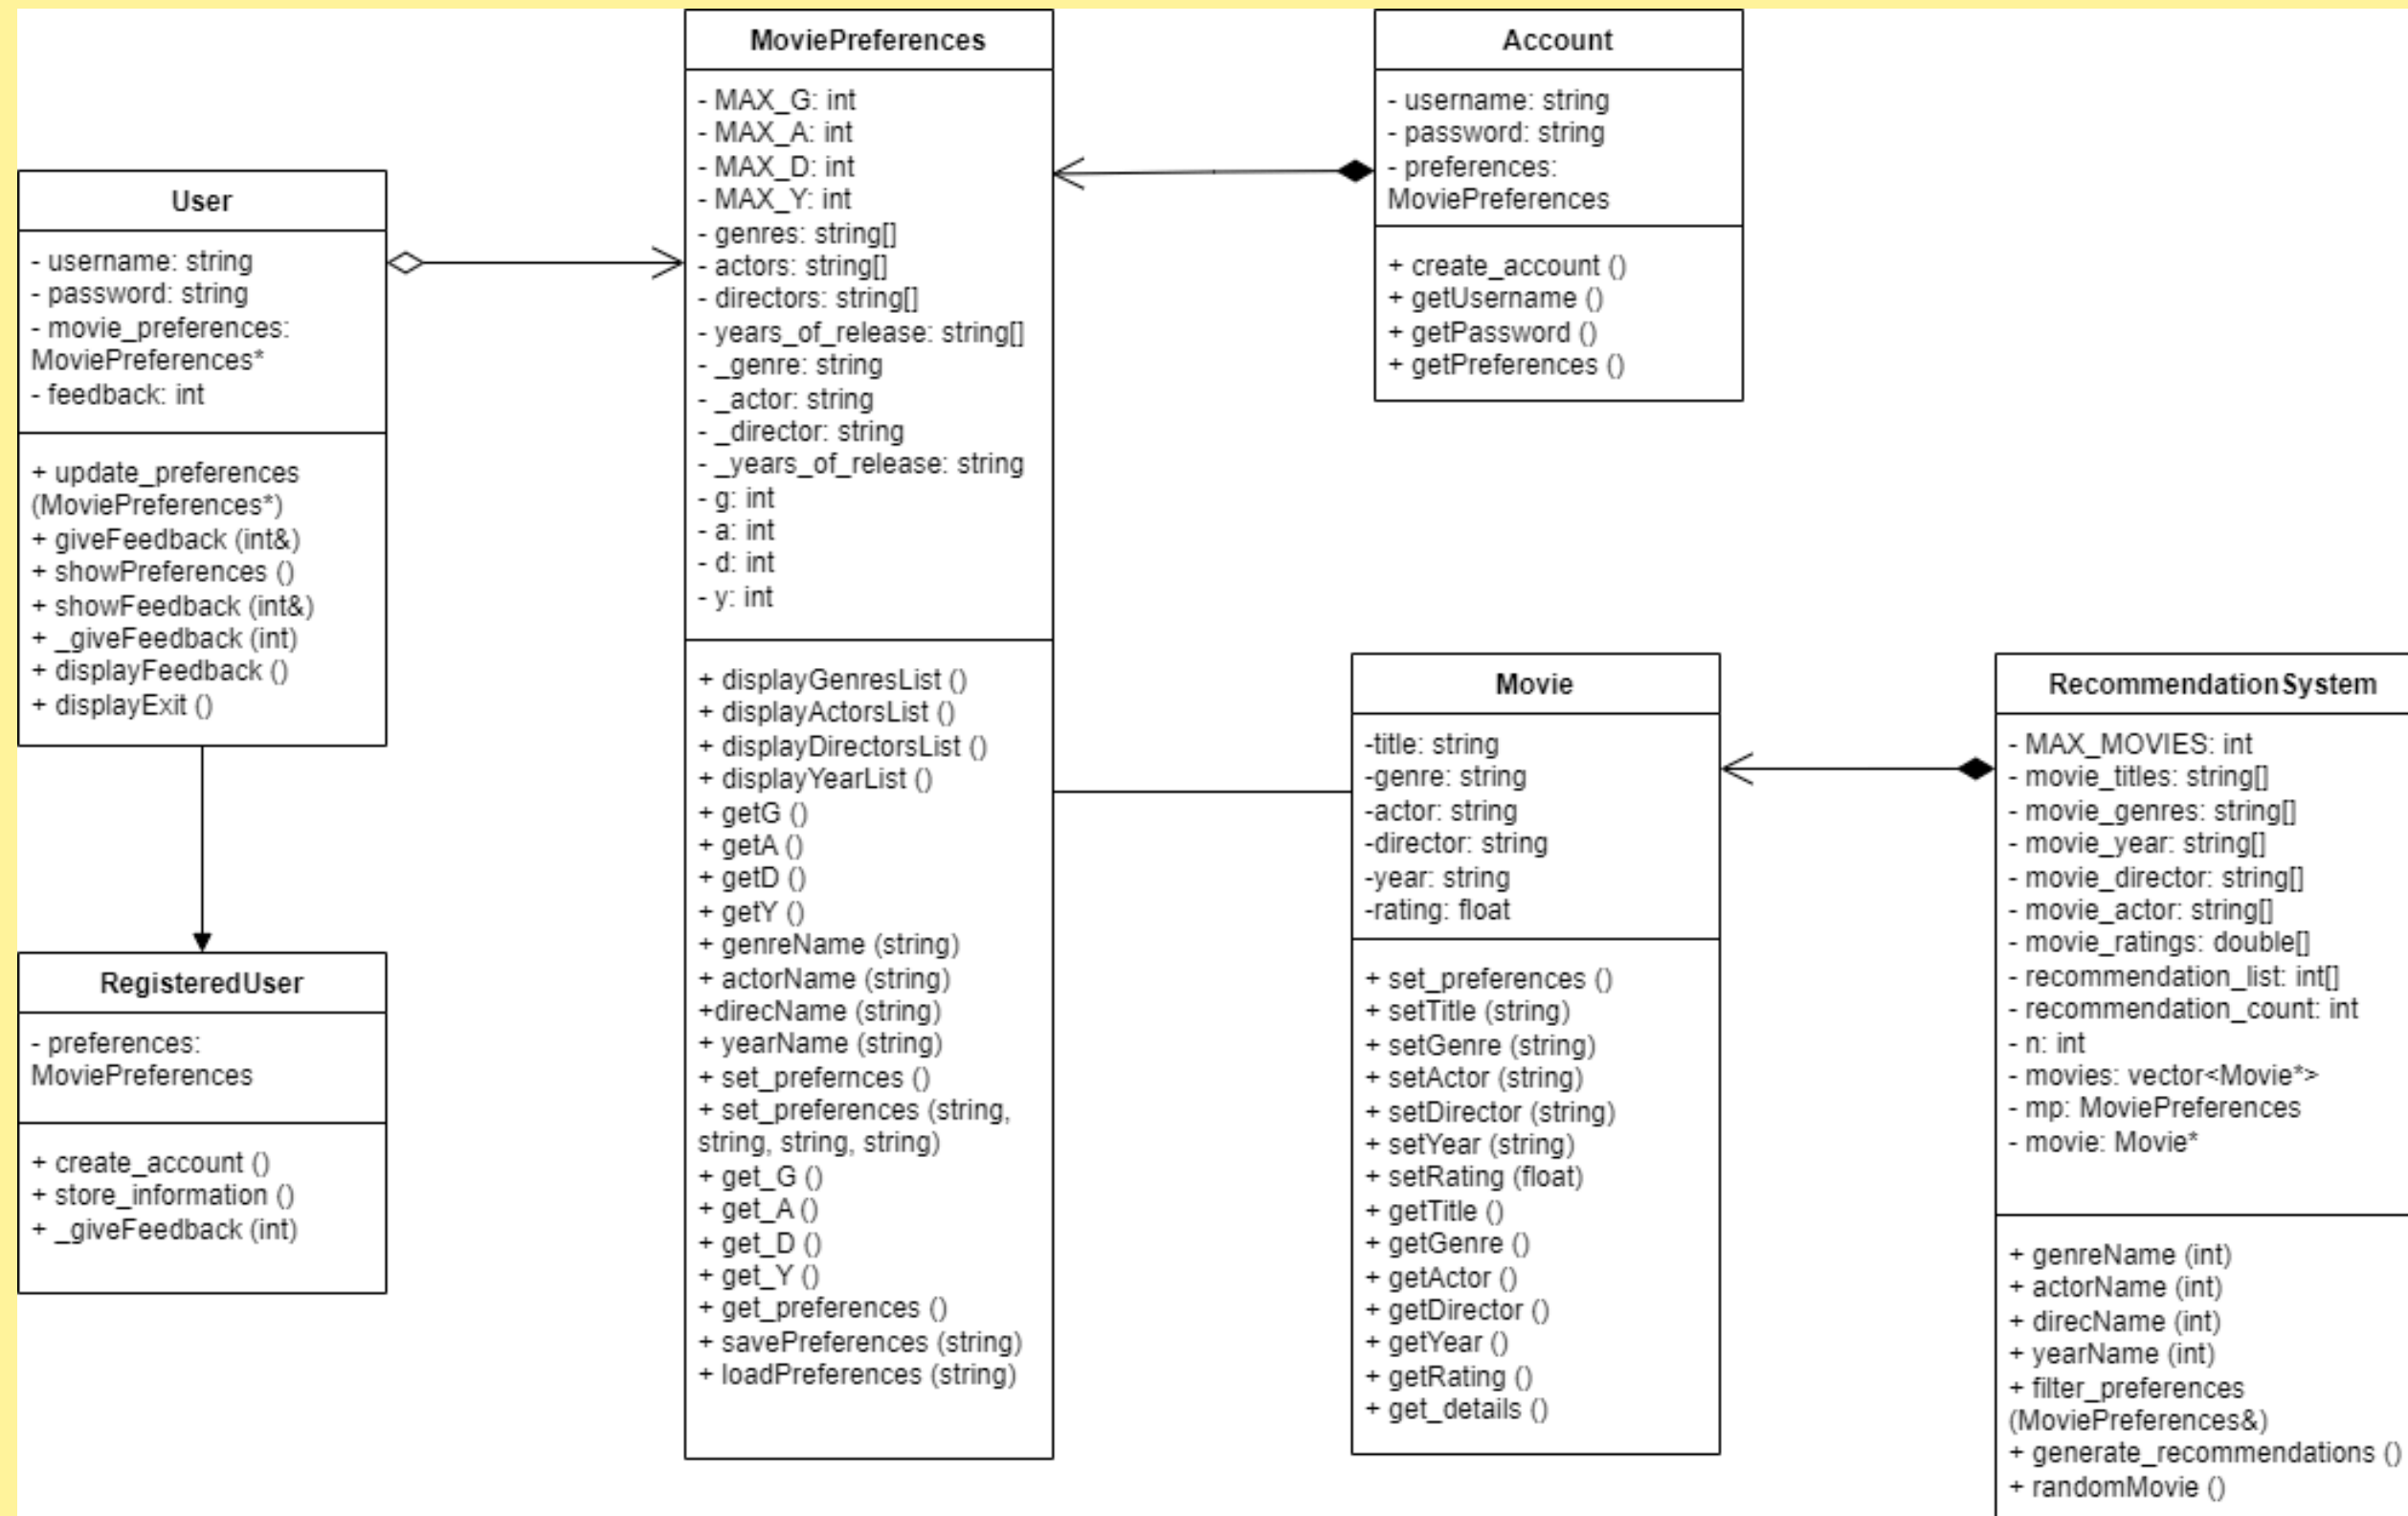 User
- username: string
- password: string
- movie_preferences:
MoviePreferences*
- feedback: int
+ update_preferences
(MoviePreferences*)
+ giveFeedback (int&)
+ showPreferences ()
+ showFeedback (int&)
+ _giveFeedback (int)
+ displayFeedback ()
+ displayExit ()
RegisteredUser
- preferences:
MoviePreferences
+ create_account ()
+ store_information ()
+ _giveFeedback (int)
MoviePreferences
- MAX_G: int
- MAX_A: int
- MAX_D: int
- MAX_Y: int
- genres: string[]
- actors: string[]
- directors: string[]
- years_of_release: string[]
- _genre: string
- _actor: string
- _director: string
- _years_of_release: string
- g: int
- a: int
- d: int
- y: int
+ displayGenresList ()
+ displayActorsList ()
+ displayDirectorsList ()
+ displayYearList ()
+ getG ()
+ getA ()
+ getD ()
+ getY ()
+ genreName (string)
+ actorName (string)
+direcName (string)
+ yearName (string)
+ set_prefernces ()
+ set_preferences (string,
string, string, string)
+ get_G ()
+ get_A ()
+ get_D ()
+ get_Y ()
+ get_preferences ()
+ savePreferences (string)
+ loadPreferences (string)
Account
- username: string
- password: string
- preferences:
MoviePreferences
+ create_account ()
+ getUsername ()
+ getPassword ()
+ getPreferences ()
Movie
-title: string
-genre: string
-actor: string
-director: string
-year: string
-rating: float
+ set_preferences ()
+ setTitle (string)
+ setGenre (string)
+ setActor (string)
+ setDirector (string)
+ setYear (string)
+ setRating (float)
+ getTitle ()
+ getGenre ()
+ getActor ()
+ getDirector ()
+ getYear ()
+ getRating ()
+ get_details ()
RecommendationSystem
- MAX_MOVIES: int
- movie_titles: string[]
- movie_genres: string[]
- movie_year: string[]
- movie_director: string[]
- movie_actor: string[]
- movie_ratings: double[]
- recommendation_list: int[]
- recommendation_count: int
- n: int
- movies: vector<Movie*>
- mp: MoviePreferences
- movie: Movie*
+ genreName (int)
+ actorName (int)
+ direcName (int)
+ yearName (int)
+ filter_preferences
(MoviePreferences&)
+ generate_recommendations ()
+ randomMovie ()